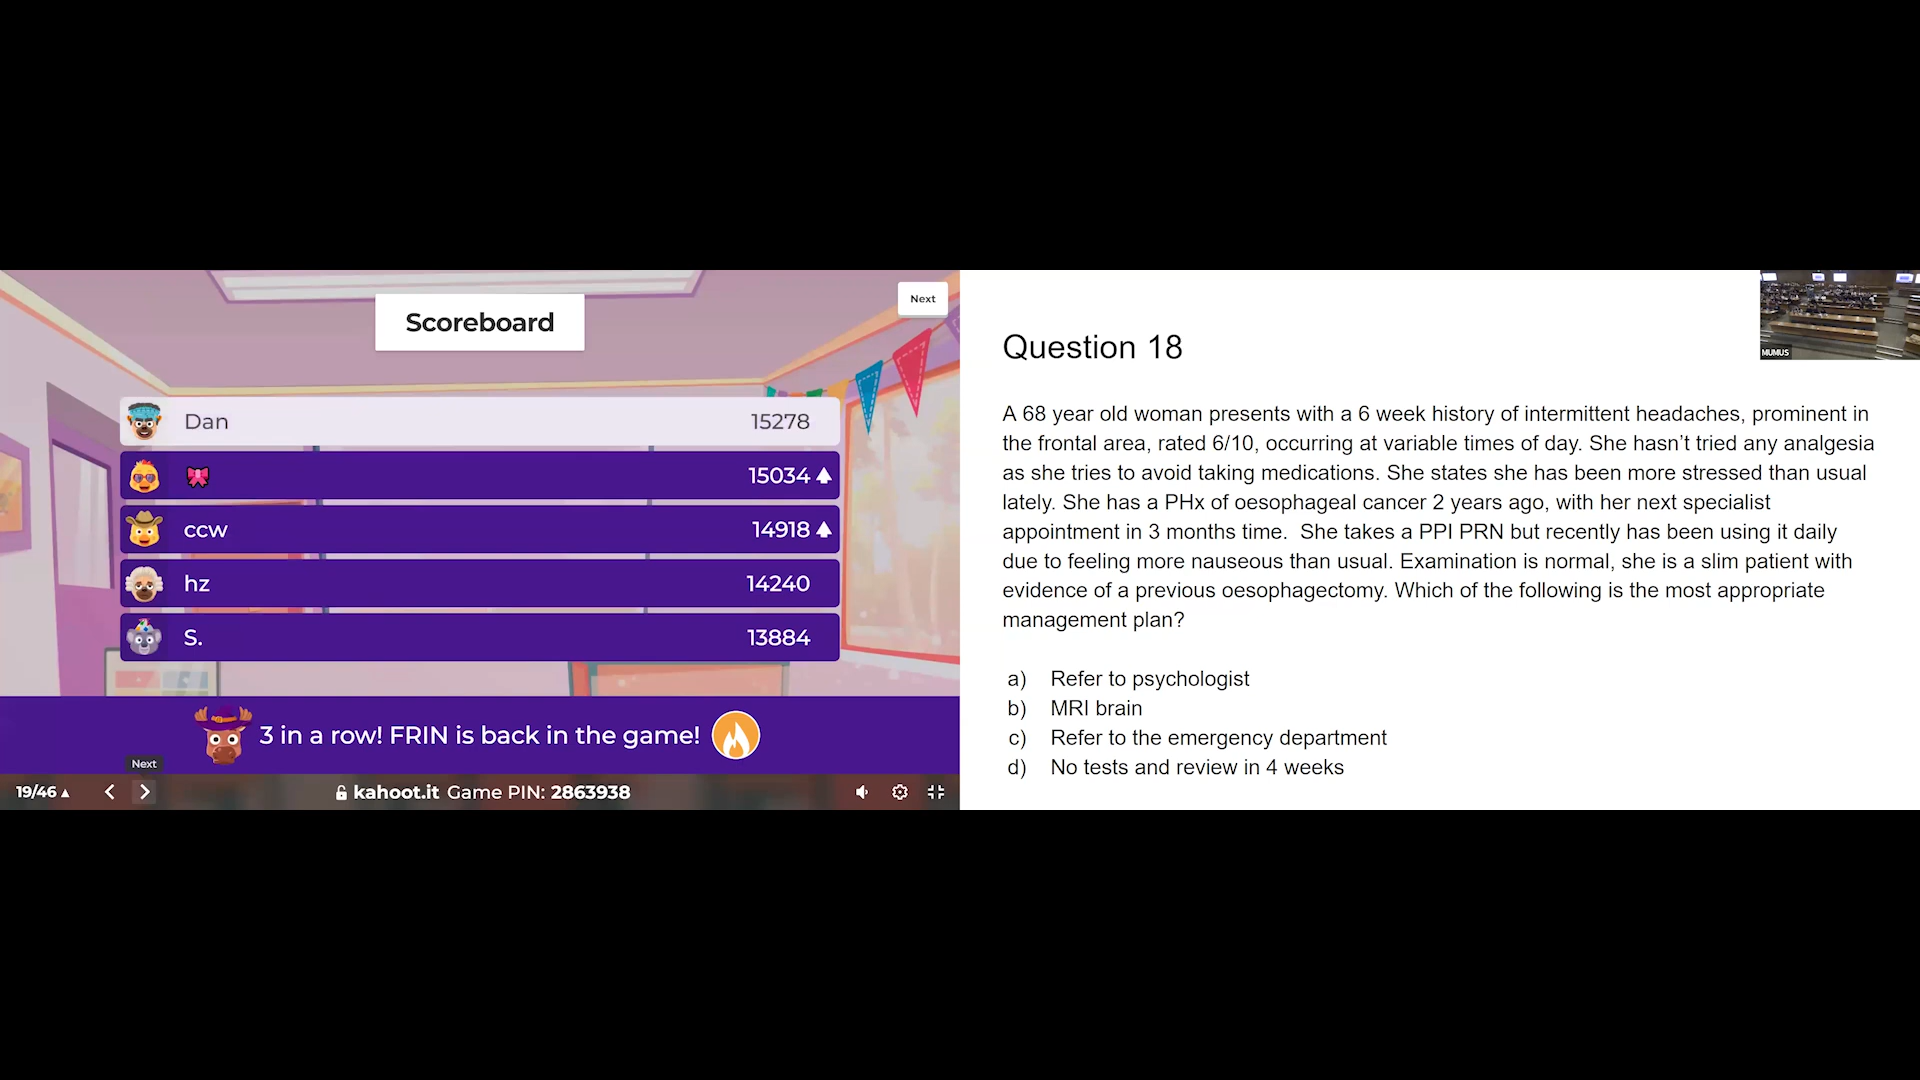 Scoreboard
Next
Dan 15278
15034
ccw 14918
hz 14240
S. 13884
3 in a row! FRIN is back in the game!
Next
19/46
kahoot.it Game PIN: 2863938
MUMUS
Question 18
A 68 year old woman presents with a 6 week history of intermittent headaches, prominent in
the frontal area, rated 6/10, occurring at variable times of day. She hasn't tried any analgesia
as she tries to avoid taking medications. She states she has been more stressed than usual
lately. She has a PHx of oesophageal cancer 2 years ago, with her next specialist
appointment in 3 months time. She takes a PPI PRN but recently has been using it daily
due to feeling more nauseous than usual. Examination is normal, she is a slim patient with
evidence of a previous oesophagectomy. Which of the following is the most appropriate
management plan?
a) Refer to psychologist
b) MRI brain
c) Refer to the emergency department
d) No tests and review in 4 weeks